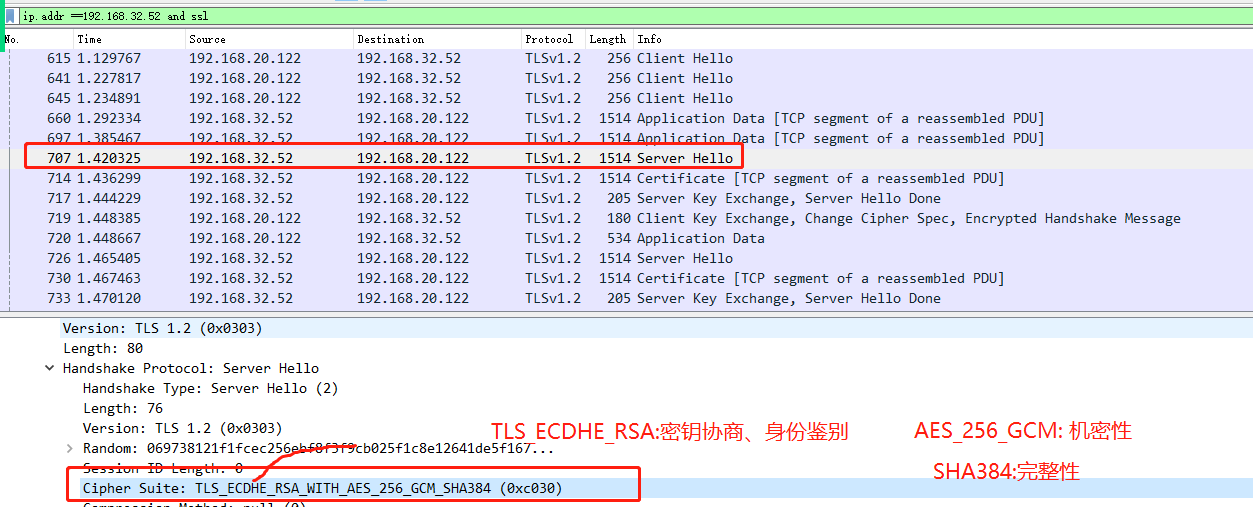 ip.addr ==192.168.32.52 and ssl
No. Time Source Destination Protocol Length Info
615 1.129767 192.168.20.122 192.168.32.52 TLSv1.2 256 Client Hello
641 1.227817 192.168.20.122 192.168.32.52 TLSv1.2 256 Client Hello
645 1.234891 192.168.20.122 192.168.32.52 TLSv1.2 256 Client Hello
660 1.292334 192.168.20.122 192.168.32.52 TLSv1.2 1514 Application Data [TCP segment of a reassembled PDU]
697 1.385467 192.168.32.52 192.168.20.122 TLSv1.2 1514 Application Data [TCP segment of a reassembled PDU]
707 1.420325 192.168.32.52 192.168.20.122 TLSv1.2 1514 Server Hello
714 1.436299 192.168.32.52 192.168.20.122 TLSv1.2 1514 Certificate [TCP segment of a reassembled PDU]
717 1.444229 192.168.32.52 192.168.20.122 TLSv1.2 205 Server Key Exchange, Server Hello Done
719 1.448385 192.168.20.122 192.168.32.52 TLSv1.2 180 Client Key Exchange, Change Cipher Spec, Encrypted Handshake Message
720 1.448667 192.168.20.122 192.168.32.52 TLSv1.2 534 Application Data
726 1.465405 192.168.32.52 192.168.20.122 TLSv1.2 1514 Server Hello
730 1.467463 192.168.32.52 192.168.20.122 TLSv1.2 1514 Certificate [TCP segment of a reassembled PDU]
733 1.470120 192.168.32.52 192.168.20.122 TLSv1.2 205 Server Key Exchange, Server Hello Done
Version: TLS 1.2 (0x0303)
Length: 80
Handshake Protocol: Server Hello
Handshake Type: Server Hello (2)
Length: 76
Version: TLS 1.2 (0x0303)
TLS_ECDHE_RSA:密钥协商、身份鉴别
AES_256_GCM: 机密性
Random: 069738121f1fcec256ebf8f3f9cb025f1c8e12641de5f167...
Session ID Length: 0
SHA384:完整性
Cipher Suite: TLS_ECDHE_RSA_WITH_AES_256_GCM_SHA384 (0xc030)
Compression Method: null (0)